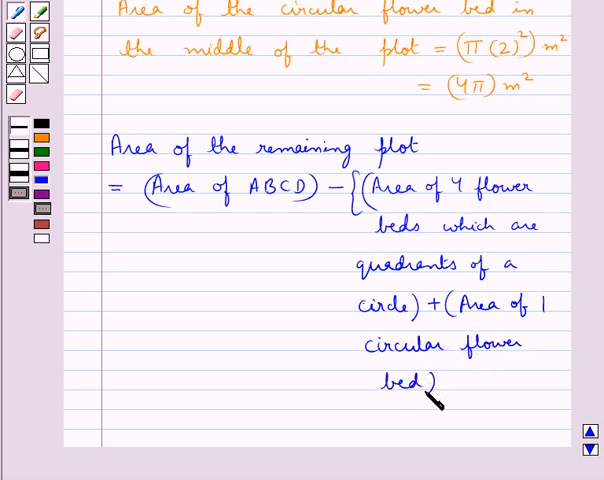 Area of the circular flower bed in
the middle of the plot = (π(2)²) m²
= (4π) m²
Area of the remaining plot
= (Area of ABCD) - {(Area of 4 flower
beds which are
quadrants of a
circle) + (Area of 1
circular flower
bed)